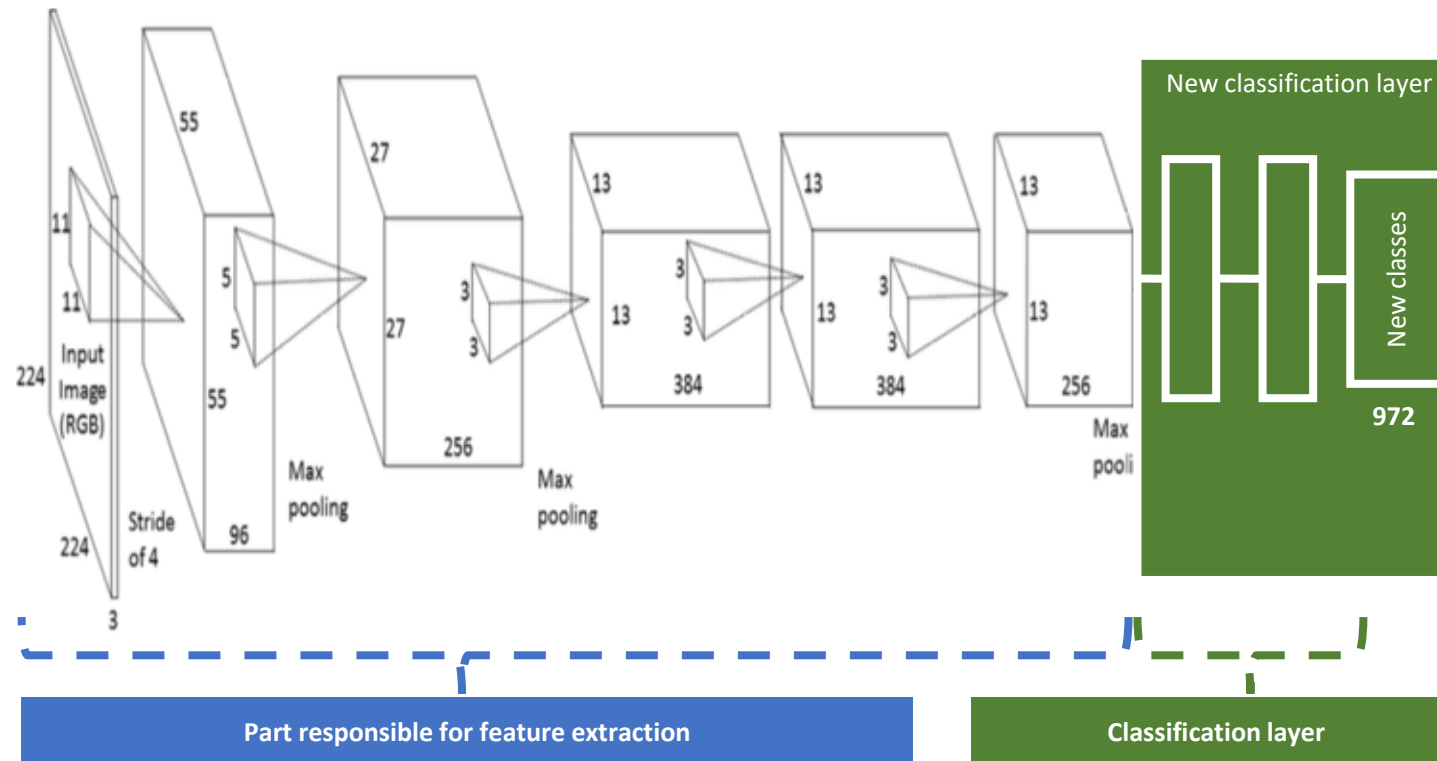 224
224
3
11
11
Input
Image
(RGB)
Stride
of 4
55
55
96
5
5
Max
pooling
27
27
256
3
3
Max
pooling
13
13
384
3
3
13
13
384
3
3
13
13
256
Max
pooli
New classification layer
New classes
972
Part responsible for feature extraction
Classification layer